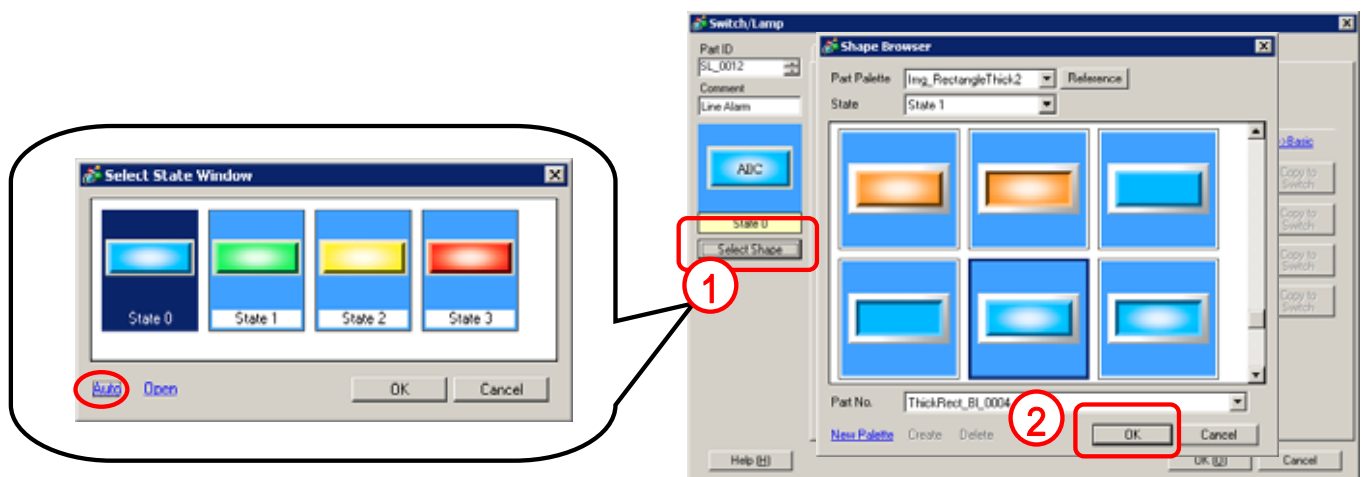 Select State Window
State 0
State 1
State 2
State 3
Auto
Open
OK
Cancel
Switch/Lamp
Part ID
SL_0012
Comment
Line Alarm
ABC
State 0
Select Shape
1
Help (H)
Shape Browser
Part Palette
Img_RectangleThick2
Reference
State
State 1
Part No.
ThickRect_Bl_0004
2
New Palette
Create
Delete
OK
Cancel
>>Basic
Copy to
Switch
Copy to
Switch
Copy to
Switch
Copy to
Switch
OK (O)
Cancel